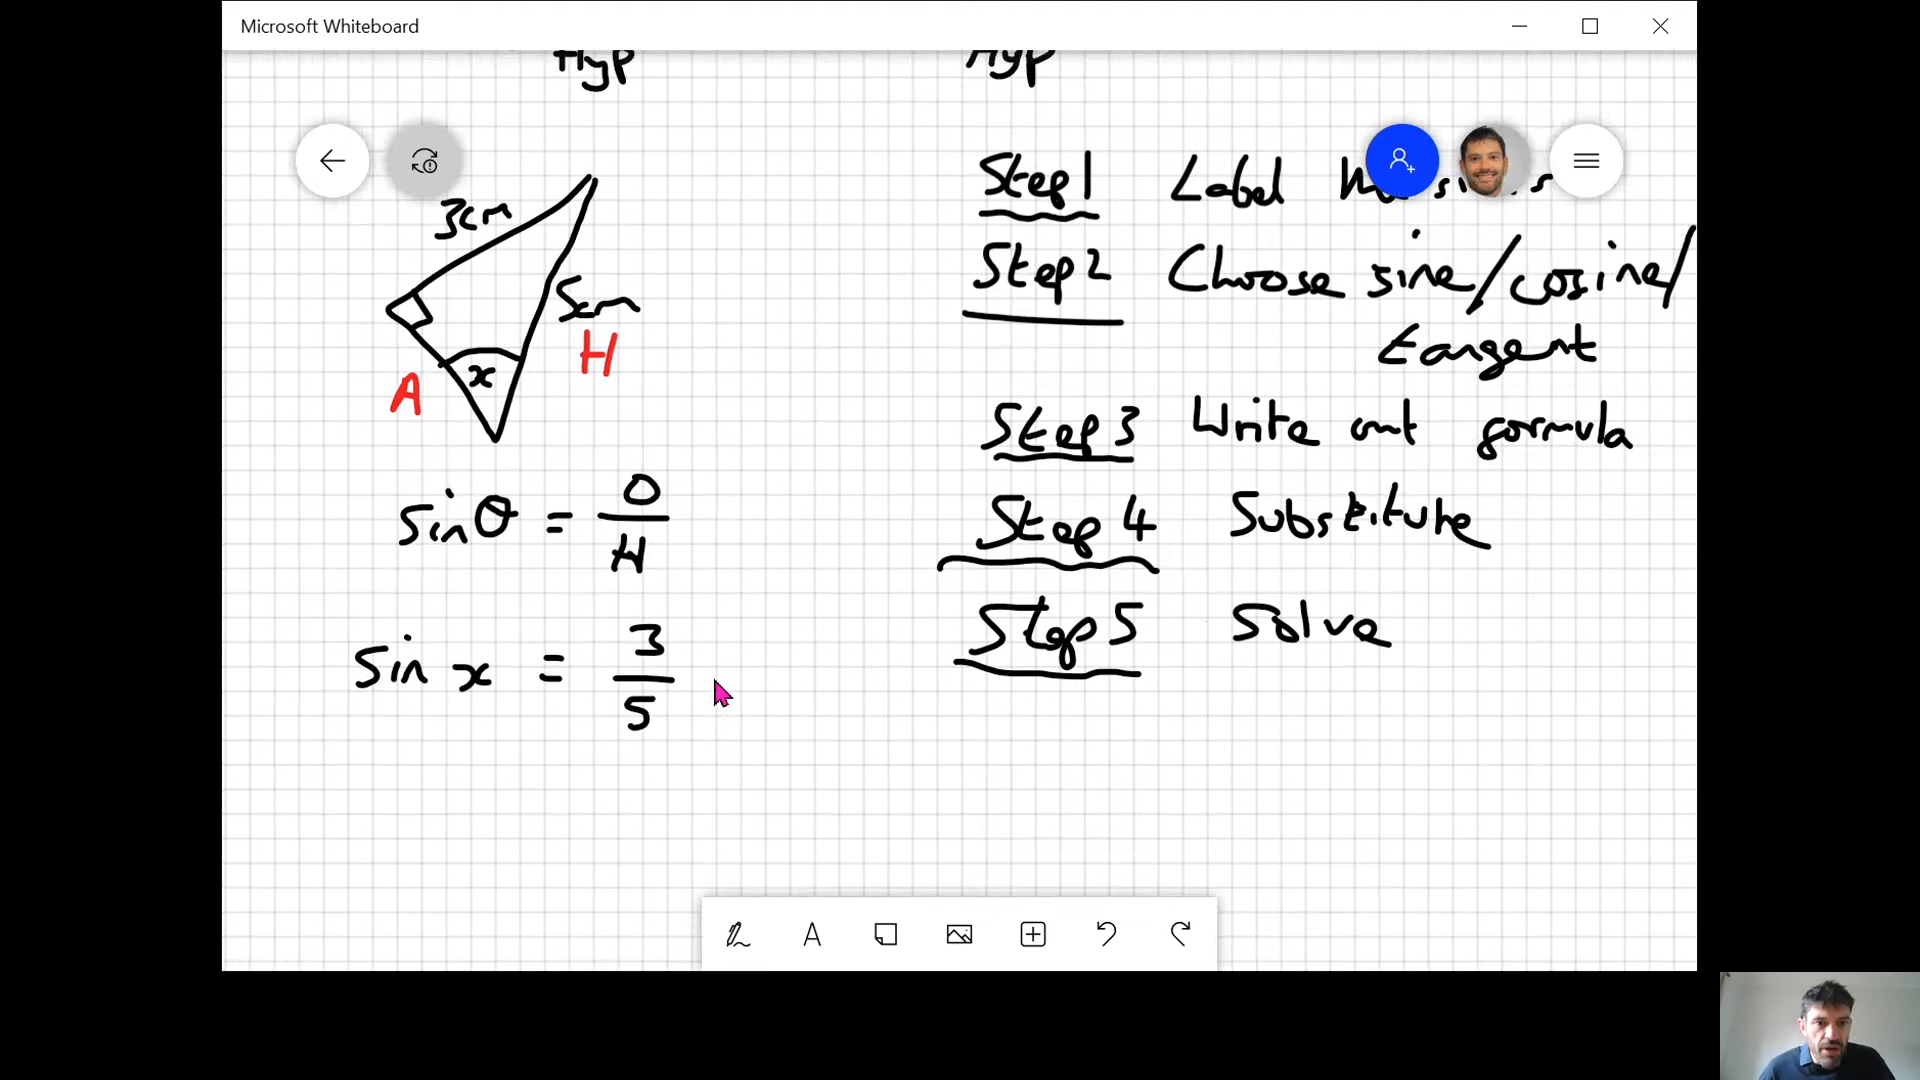 Microsoft Whiteboard
Hyp
Hyp
3cm
5cm
H
A
x
sinθ = O/H
Sin x = 3/5
Step 1 Label
Step 2 Choose sine/cosine/
tangent
Step 3 Write out formula
Step 4 Substitute
Step 5 Solve
A